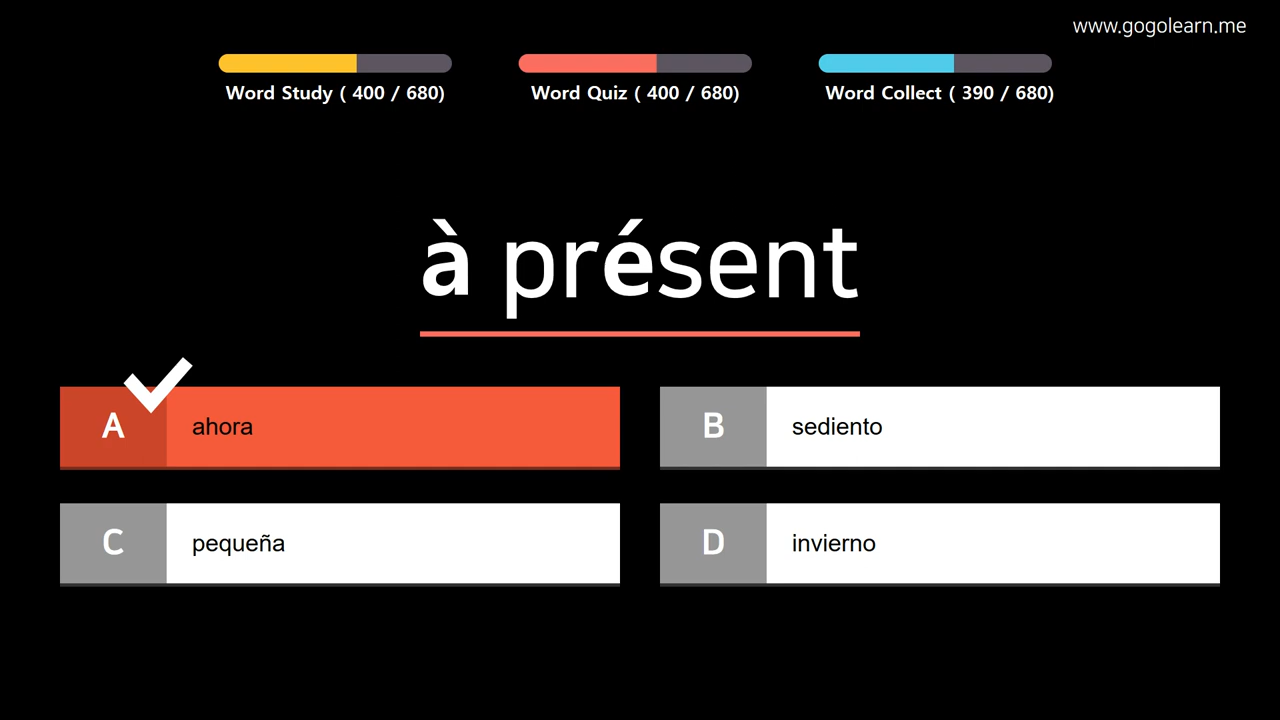 www.gogolearn.me
Word Study ( 400 / 680)
Word Quiz ( 400 / 680)
Word Collect ( 390 / 680)
à présent
A ahora
B sediento
C pequeña
D invierno